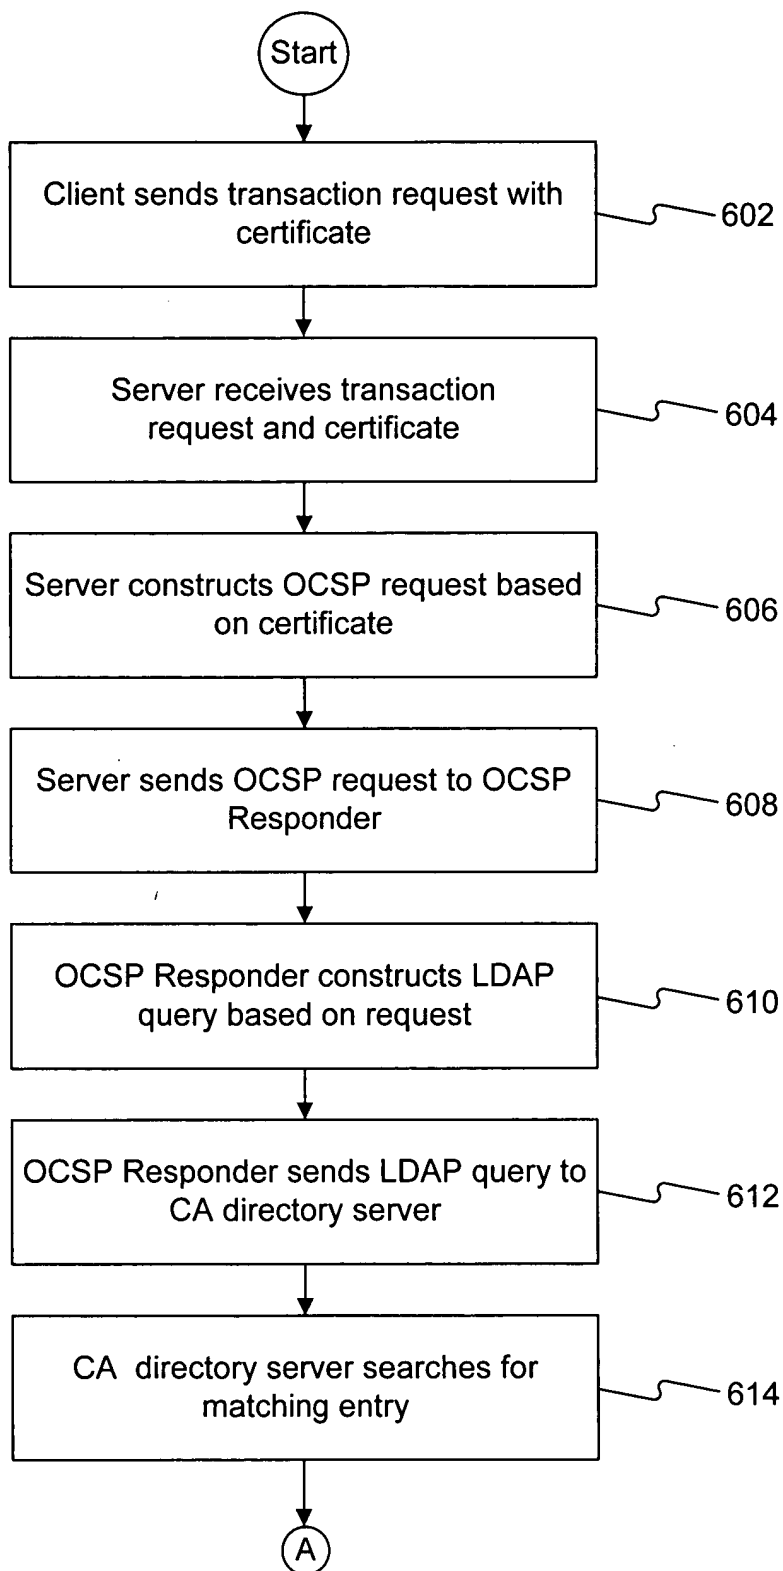 Start
Client sends transaction request with
certificate
602
Server receives transaction
request and certificate
604
Server constructs OCSP request based
on certificate
606
Server sends OCSP request to OCSP
Responder
608
OCSP Responder constructs LDAP
query based on request
610
OCSP Responder sends LDAP query to
CA directory server
612
CA directory server searches for
matching entry
614
A